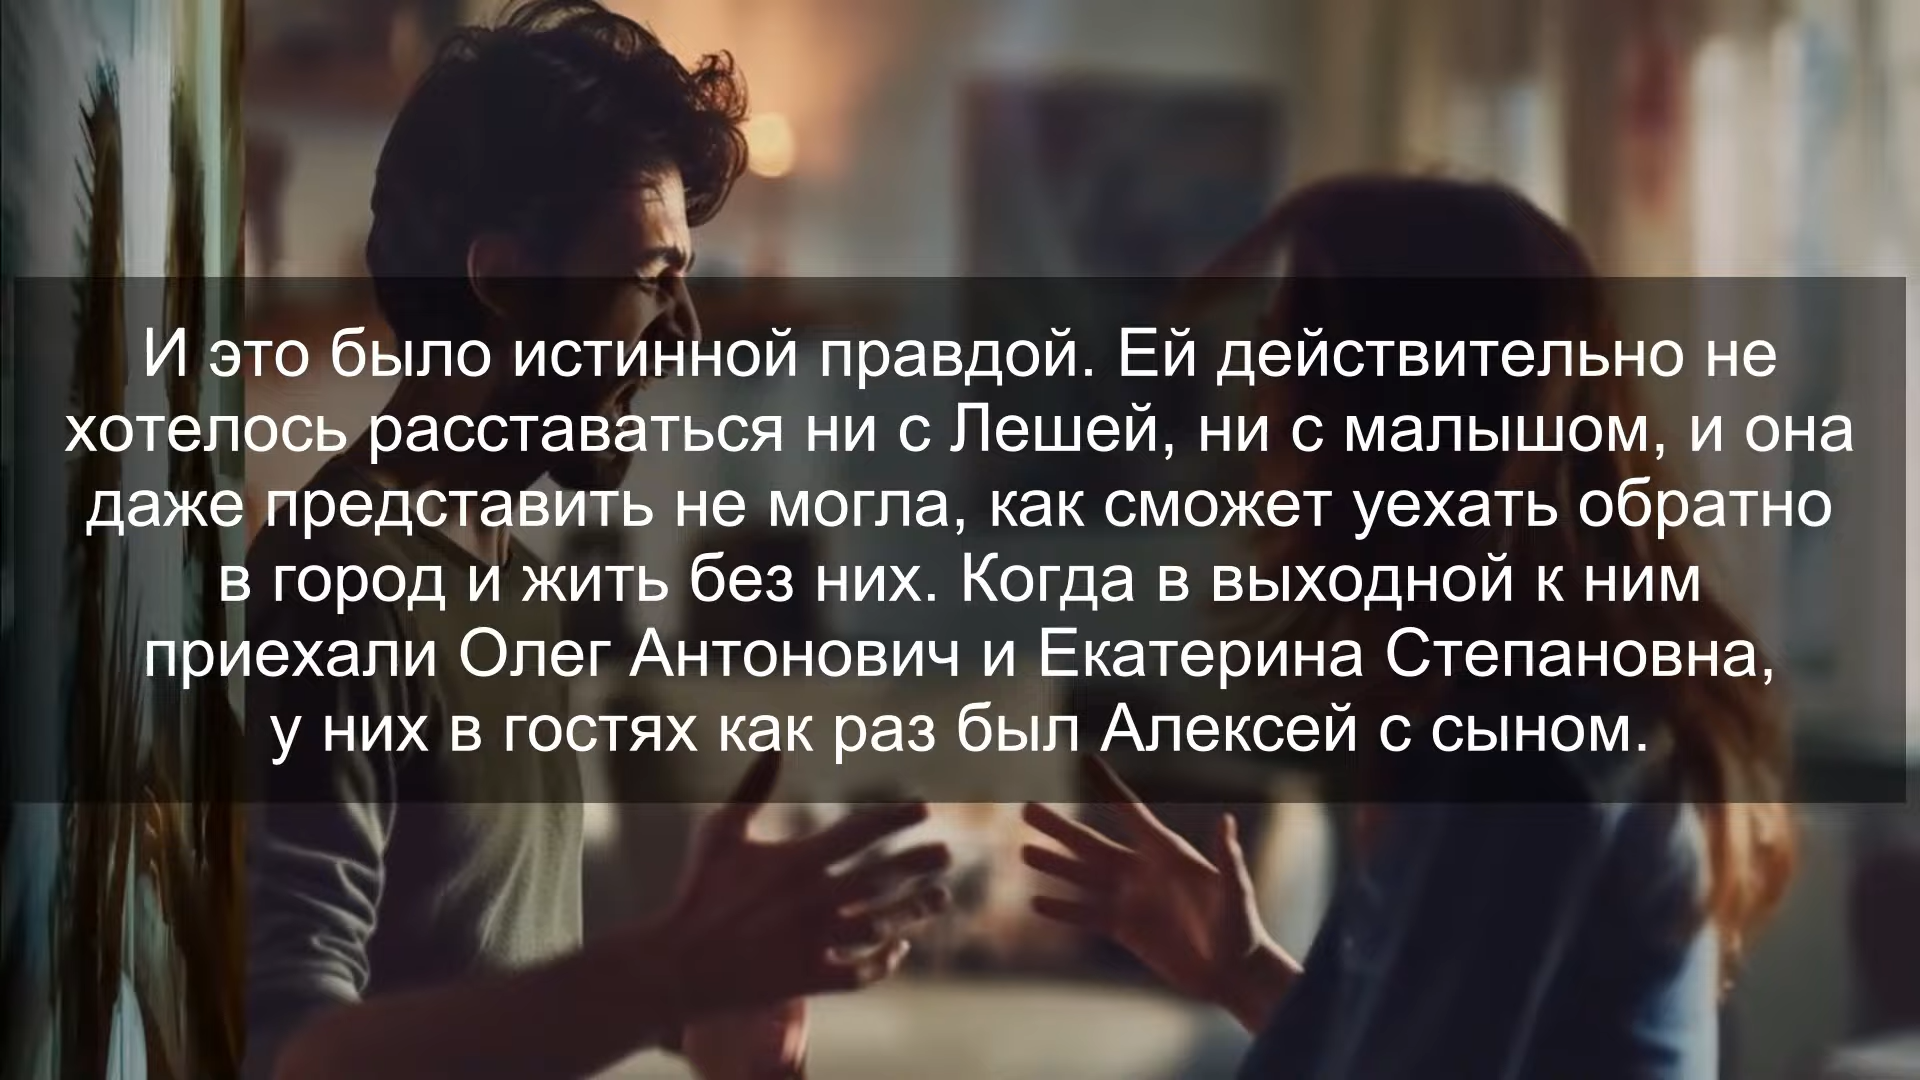 И это было истинной правдой. Ей действительно не
хотелось расставаться ни с Лешей, ни с малышом, и она
даже представить не могла, как сможет уехать обратно
в город и жить без них. Когда в выходной к ним
приехали Олег Антонович и Екатерина Степановна,
у них в гостях как раз был Алексей с сыном.